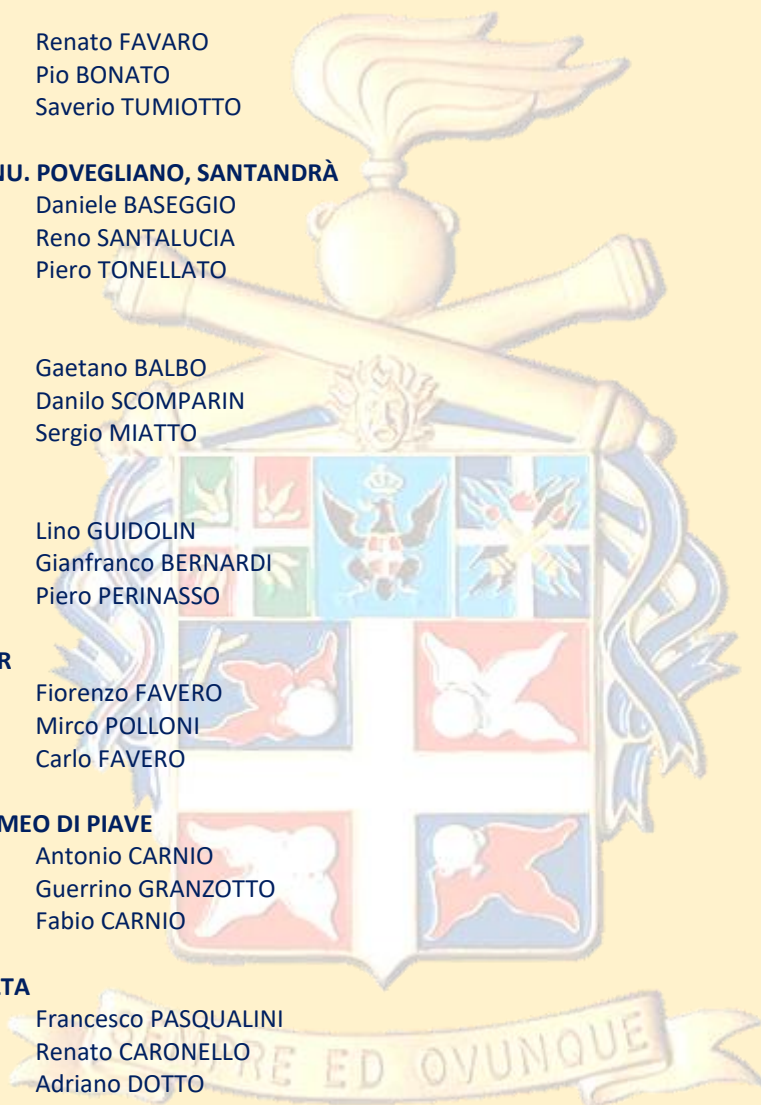 Renato FAVARO
Pio BONATO
Saverio TUMIOTTO
NU. POVEGLIANO, SANTANDRÀ
Daniele BASEGGIO
Reno SANTALUCIA
Piero TONELLATO
Gaetano BALBO
Danilo SCOMPARIN
Sergio MIATTO
Lino GUIDOLIN
Gianfranco BERNARDI
Piero PERINASSO
R
Fiorenzo FAVERO
Mirco POLLONI
Carlo FAVERO
MEO DI PIAVE
Antonio CARNIO
Guerrino GRANZOTTO
Fabio CARNIO
TA
Francesco PASQUALINI
Renato CARONELLO
Adriano DOTTO
SEMPRE ED OVUNQUE